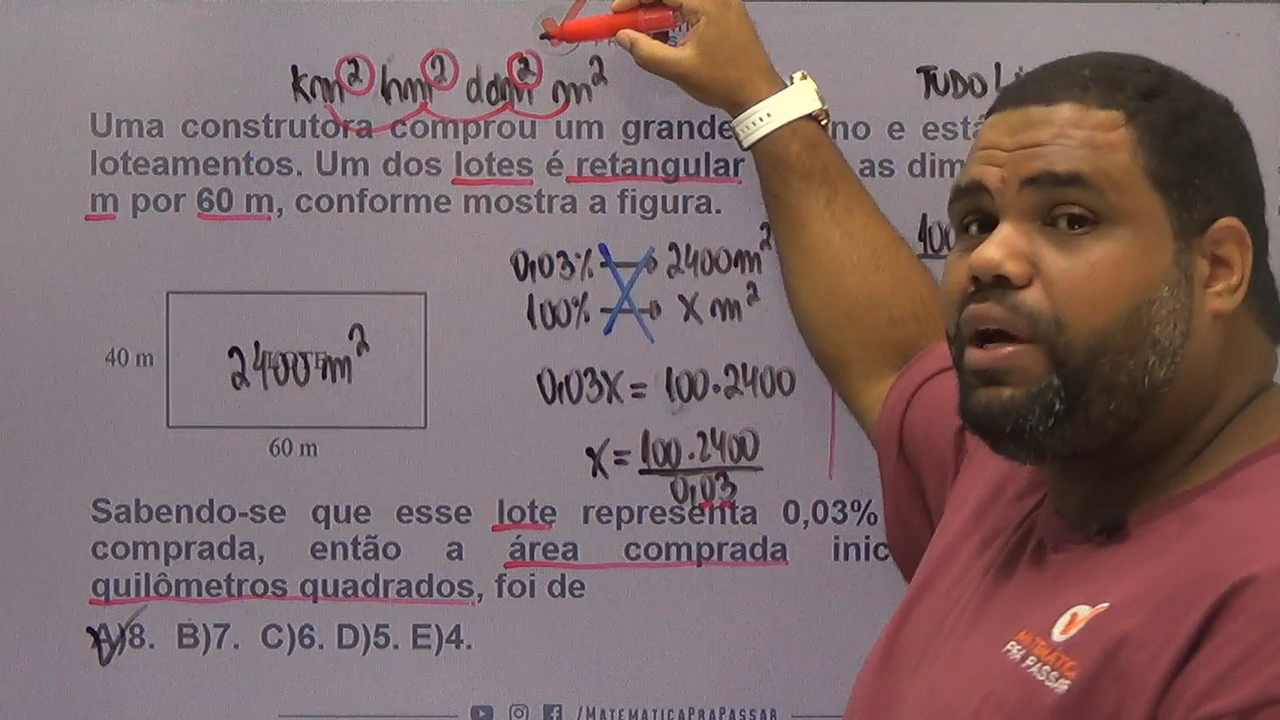 km² hm² dam² m²
TUDO
Uma construtora comprou um grande no e está
loteamentos. Um dos lotes é retangular as dim
m por 60 m, conforme mostra a figura.
0,03% → 2400m²
100% → X m²
100
40 m
2400 m²
60 m
0,03X = 100.2400
X = 100.2400
0,03
Sabendo-se que esse lote representa 0,03%
comprada, então a área comprada inic
quilômetros quadrados, foi de
A)8. B)7. C)6. D)5. E)4.
PRA PASSAR
/MATEMATICAPRAPASSAR